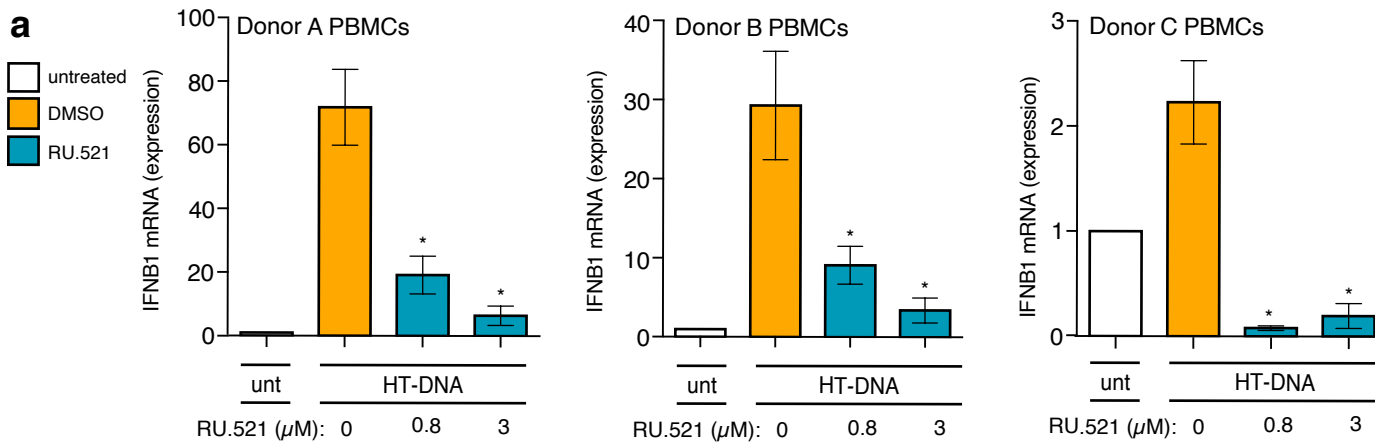 a
untreated
DMSO
RU.521
Donor A PBMCs
IFNB1 mRNA (expression)
100
80
60
40
20
0
*
*
unt
HT-DNA
RU.521 (µM): 0 0.8 3
Donor B PBMCs
IFNB1 mRNA (expression)
40
30
20
10
0
*
*
unt
HT-DNA
RU.521 (µM): 0 0.8 3
Donor C PBMCs
IFNB1 mRNA (expression)
3
2
1
0
*
*
unt
HT-DNA
RU.521 (µM): 0 0.8 3